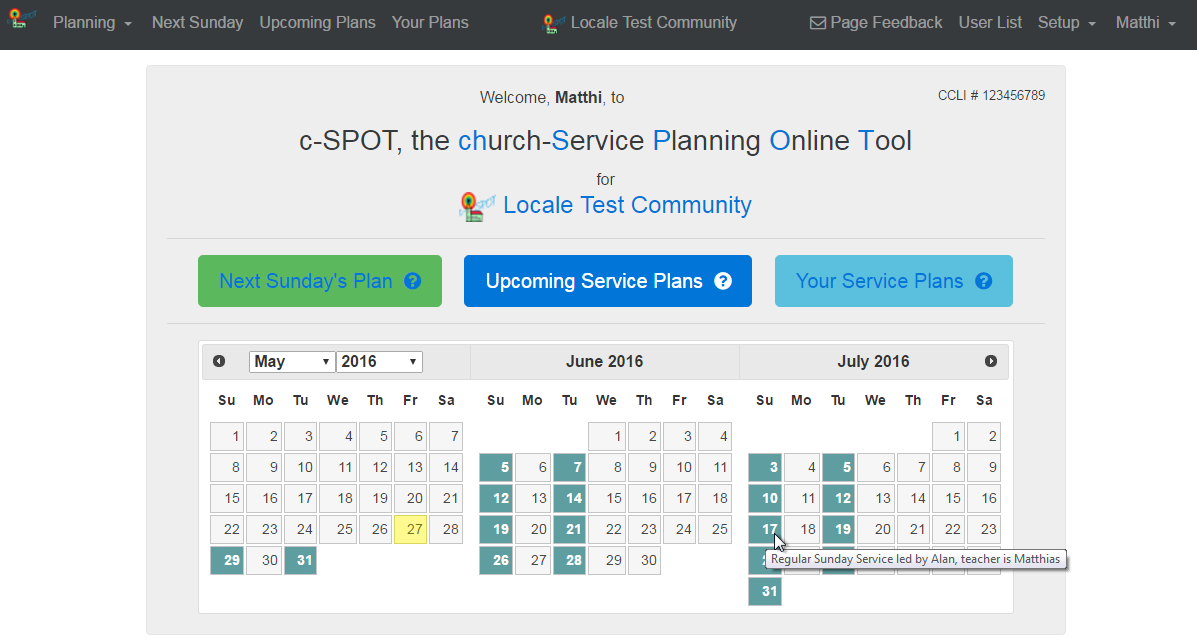 Planning Next Sunday Upcoming Plans Your Plans Locale Test Community Page Feedback User List Setup Matthi
Welcome, Matthi, to
CCLI # 123456789
c-SPOT, the church-Service Planning Online Tool
for
Locale Test Community
Next Sunday's Plan ? Upcoming Service Plans ? Your Service Plans ?
May 2016 June 2016 July 2016
Su Mo Tu We Th Fr Sa Su Mo Tu We Th Fr Sa Su Mo Tu We Th Fr Sa
1 2 3 4 5 6 7 1 2 3 4 1 2
8 9 10 11 12 13 14 5 6 7 8 9 10 11 3 4 5 6 7 8 9
15 16 17 18 19 20 21 12 13 14 15 16 17 18 10 11 12 13 14 15 16
22 23 24 25 26 27 28 19 20 21 22 23 24 25 17 18 19 20 21 22 23
29 30 31 26 27 28 29 30
Regular Sunday Service led by Alan, teacher is Matthias
31